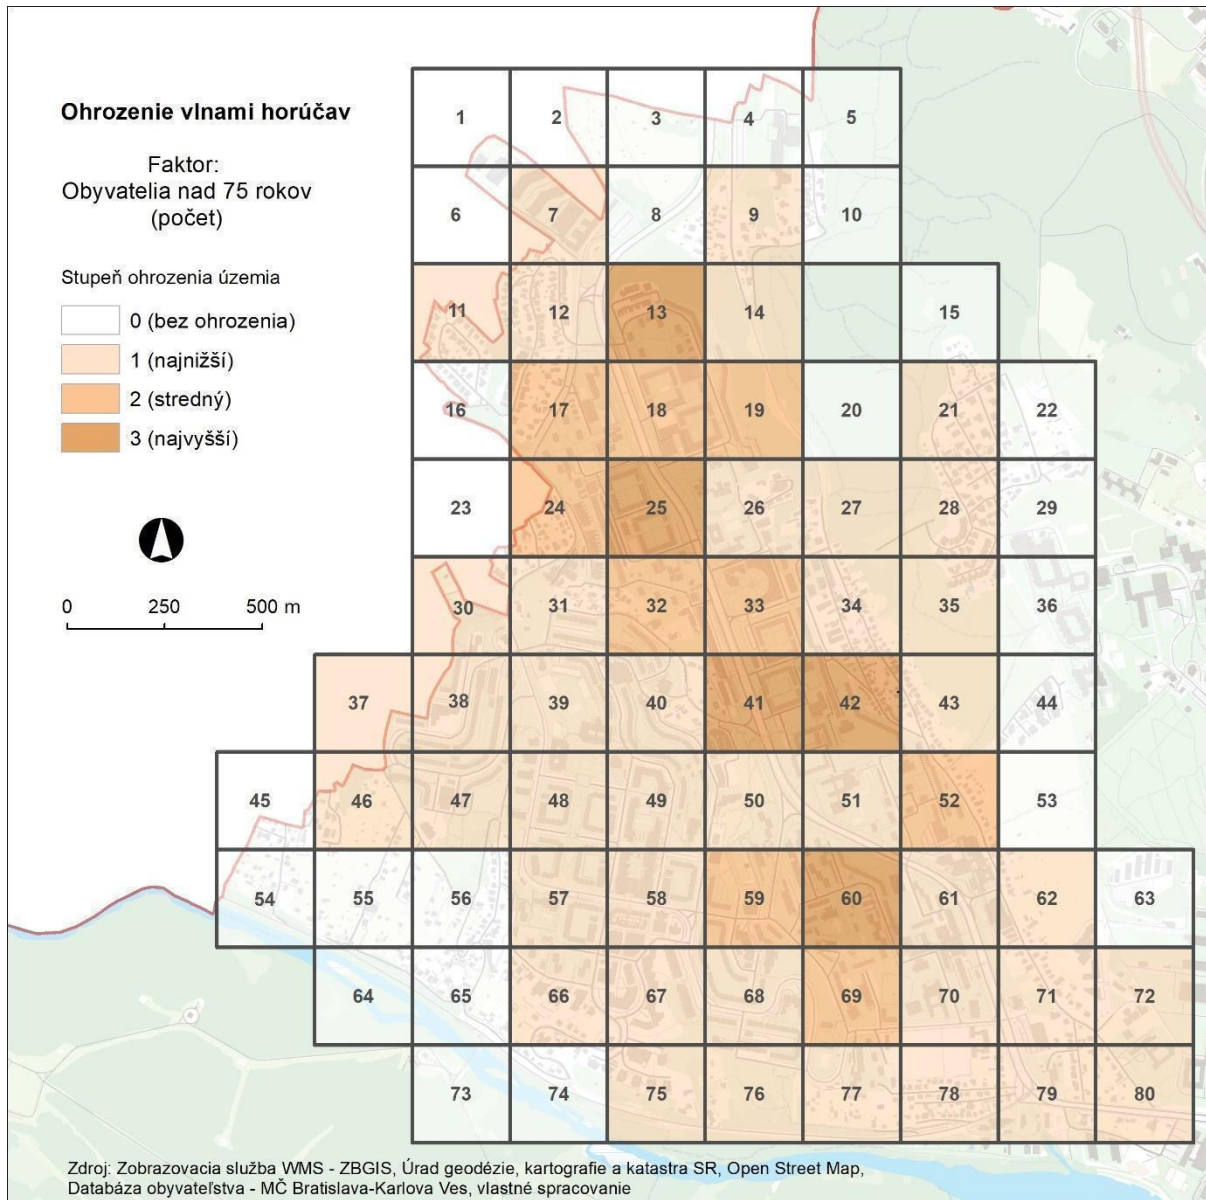 Ohrozenie vlnami horúčav
Faktor:
Obyvatelia nad 75 rokov
(počet)
Stupeň ohrozenia územia
0 (bez ohrozenia)
1 (najnižší)
2 (stredný)
3 (najvyšší)
0 250 500 m
1 2 3 4 5
6 7 8 9 10
11 12 13 14 15
16 17 18 19 20 21 22
23 24 25 26 27 28 29
30 31 32 33 34 35 36
37 38 39 40 41 42 43 44
45 46 47 48 49 50 51 52 53
54 55 56 57 58 59 60 61 62 63
64 65 66 67 68 69 70 71 72
73 74 75 76 77 78 79 80
Zdroj: Zobrazovacia služba WMS - ZBGIS, Úrad geodézie, kartografie a katastra SR, Open Street Map,
Databáza obyvateľstva - MČ Bratislava-Karlova Ves, vlastné spracovanie